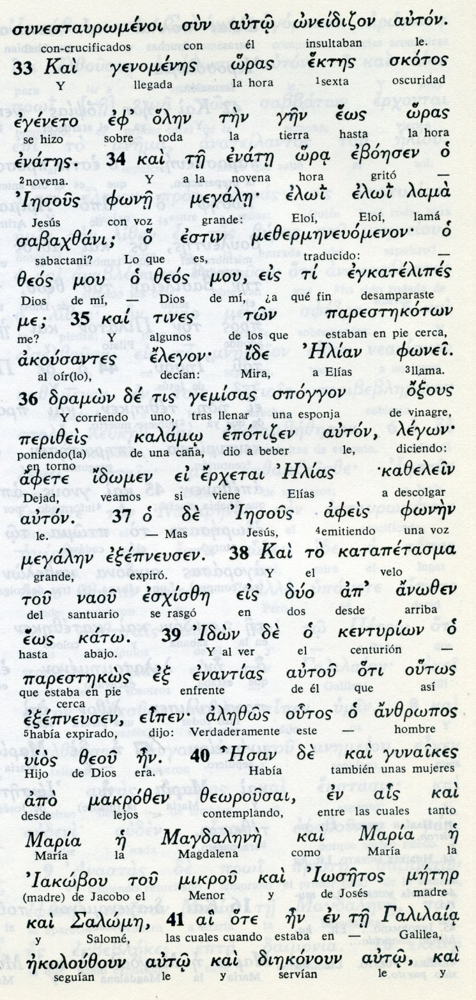 συνεσταυρωμένοι σὺν αὐτῷ ὠνείδιζον αὐτόν.
con-crucificados con él insultaban le.
33 Καὶ γενομένης ὥρας ἕκτης σκότος
Y llegada la hora 1sexta oscuridad
ἐγένετο ἐφ' ὅλην τὴν γῆν ἕως ὥρας
se hizo sobre toda la tierra hasta la hora
ἐνάτης. 34 καὶ τῇ ἐνάτῃ ὥρᾳ ἐβόησεν ὁ
2novena. Y a la novena hora gritó —
Ἰησοῦς φωνῇ μεγάλῃ· ἐλωῒ ἐλωῒ λαμὰ
Jesús con voz grande: Eloí, Eloí, lamá
σαβαχθάνι; ὅ ἐστιν μεθερμηνευόμενον· ὁ
sabactani? Lo que es, traducido: —
θεός μου ὁ θεός μου, εἰς τί ἐγκατέλιπές
Dios de mí, — Dios de mí, ¿a qué fin desamparaste
με; 35 καί τινες τῶν παρεστηκότων
me? Y algunos de los que estaban en pie cerca,
ἀκούσαντες ἔλεγον· ἴδε Ἠλίαν φωνεῖ.
al oír(lo), decían: Mira, a Elías 3llama.
36 δραμὼν δέ τις γεμίσας σπόγγον ὄξους
Y corriendo uno, tras llenar una esponja de vinagre,
περιθεὶς καλάμῳ ἐπότιζεν αὐτόν, λέγων·
poniendo(la) de una caña, dio a beber le, diciendo:
en torno
ἄφετε ἴδωμεν εἰ ἔρχεται Ἠλίας ·καθελεῖν
Dejad, veamos si viene Elías a descolgar
αὐτόν. 37 ὁ δὲ Ἰησοῦς ἀφεὶς φωνὴν
le. — Mas Jesús, 4emitiendo una voz
μεγάλην ἐξέπνευσεν. 38 Καὶ τὸ καταπέτασμα
grande, expiró. Y el velo
τοῦ ναοῦ ἐσχίσθη εἰς δύο ἀπ' ἄνωθεν
del santuario se rasgó en dos desde arriba
ἕως κάτω. 39 Ἰδὼν δὲ ὁ κεντυρίων ὁ
hasta abajo. Y al ver el centurión —
παρεστηκὼς ἐξ ἐναντίας αὐτοῦ ὅτι οὕτως
que estaba en pie enfrente de él que así
cerca
ἐξέπνευσεν, εἶπεν· ἀληθῶς οὗτος ὁ ἄνθρωπος
5había expirado, dijo: Verdaderamente este — hombre
υἱὸς θεοῦ ἦν. 40 Ἦσαν δὲ καὶ γυναῖκες
Hijo de Dios era. Había también unas mujeres
ἀπὸ μακρόθεν θεωροῦσαι, ἐν αἷς καὶ
desde lejos contemplando, entre las cuales tanto
Μαρία ἡ Μαγδαληνὴ καὶ Μαρία ἡ
María la Magdalena como María la
Ἰακώβου τοῦ μικροῦ καὶ Ἰωσῆτος μήτηρ
(madre) de Jacobo el Menor y de Josés madre
καὶ Σαλώμη, 41 αἳ ὅτε ἦν ἐν τῇ Γαλιλαίᾳ
y Salomé, las cuales cuando estaba en — Galilea,
ἠκολούθουν αὐτῷ καὶ διηκόνουν αὐτῷ, καὶ
seguían le y servían le y